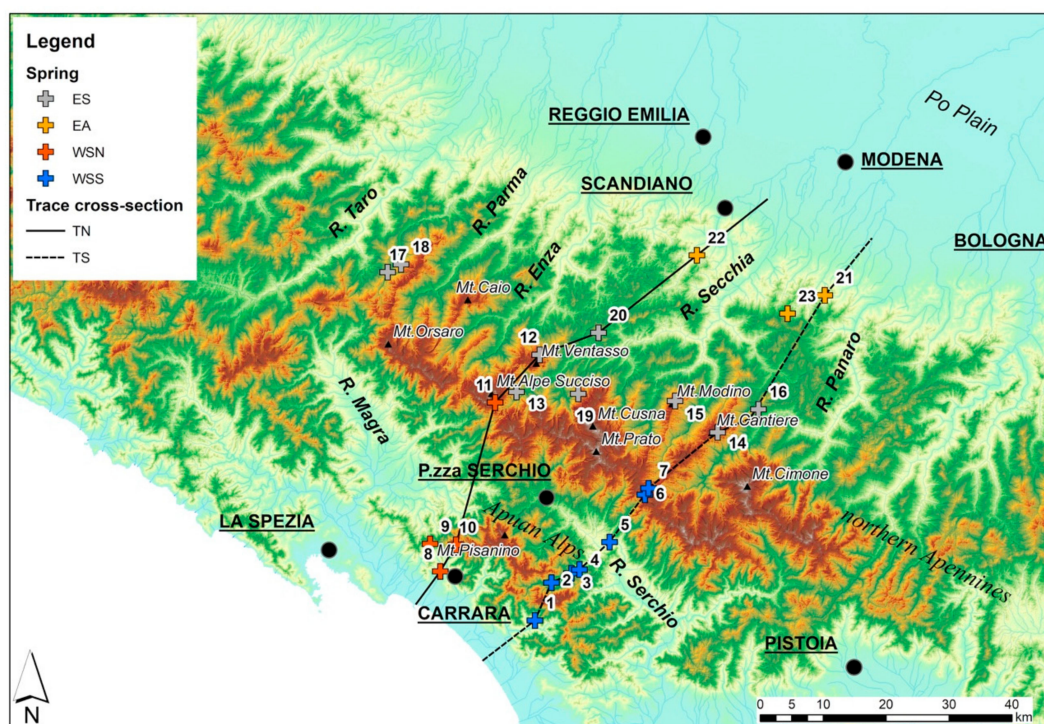 Legend
Spring
ES
EA
WSN
WSS
Trace cross-section
TN
TS
Po Plain
REGGIO EMILIA
MODENA
SCANDIANO
BOLOGNA
R. Taro
R. Parma
R. Enza
R. Secchia
R. Panaro
R. Magra
R. Serchio
17
18
22
21
23
Mt.Caio
20
Mt.Orsaro
12
Mt.Ventasso
11
Mt.Alpe Succiso
13
Mt.Modino
16
19
Mt.Cusna
15
Mt.Cantiere
14
Mt.Prato
P.zza SERCHIO
7
6
Mt.Cimone
LA SPEZIA
9
10
Apuan Alps
5
northern Apennines
8
Mt.Pisanino
4
2
3
CARRARA
1
PISTOIA
N
0 5 10 20 30 40
km